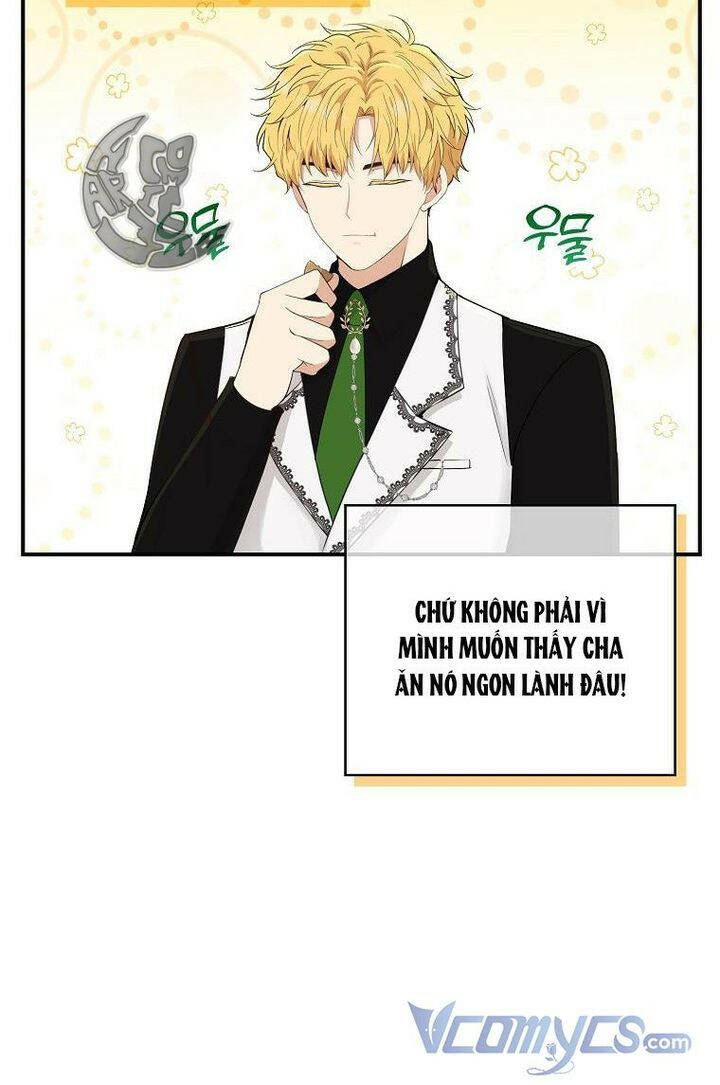 우물
우물
CHỨ KHÔNG PHẢI VÌ
MÌNH MUỐN THẤY CHA
ĂN NÓ NGON LÀNH ĐÂU!
Vcomycs.com